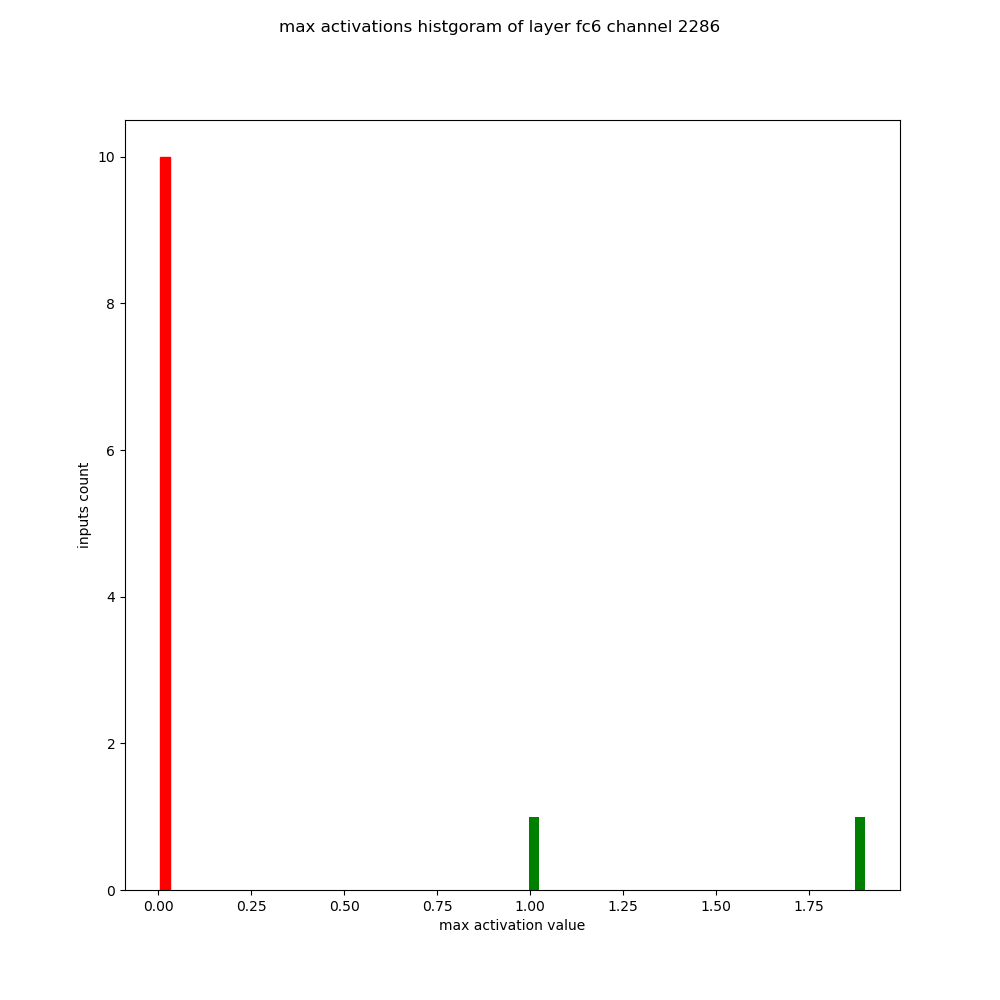 max activations histgoram of layer fc6 channel 2286
10
8
6
4
2
0
inputs count
0.00 0.25 0.50 0.75 1.00 1.25 1.50 1.75
max activation value